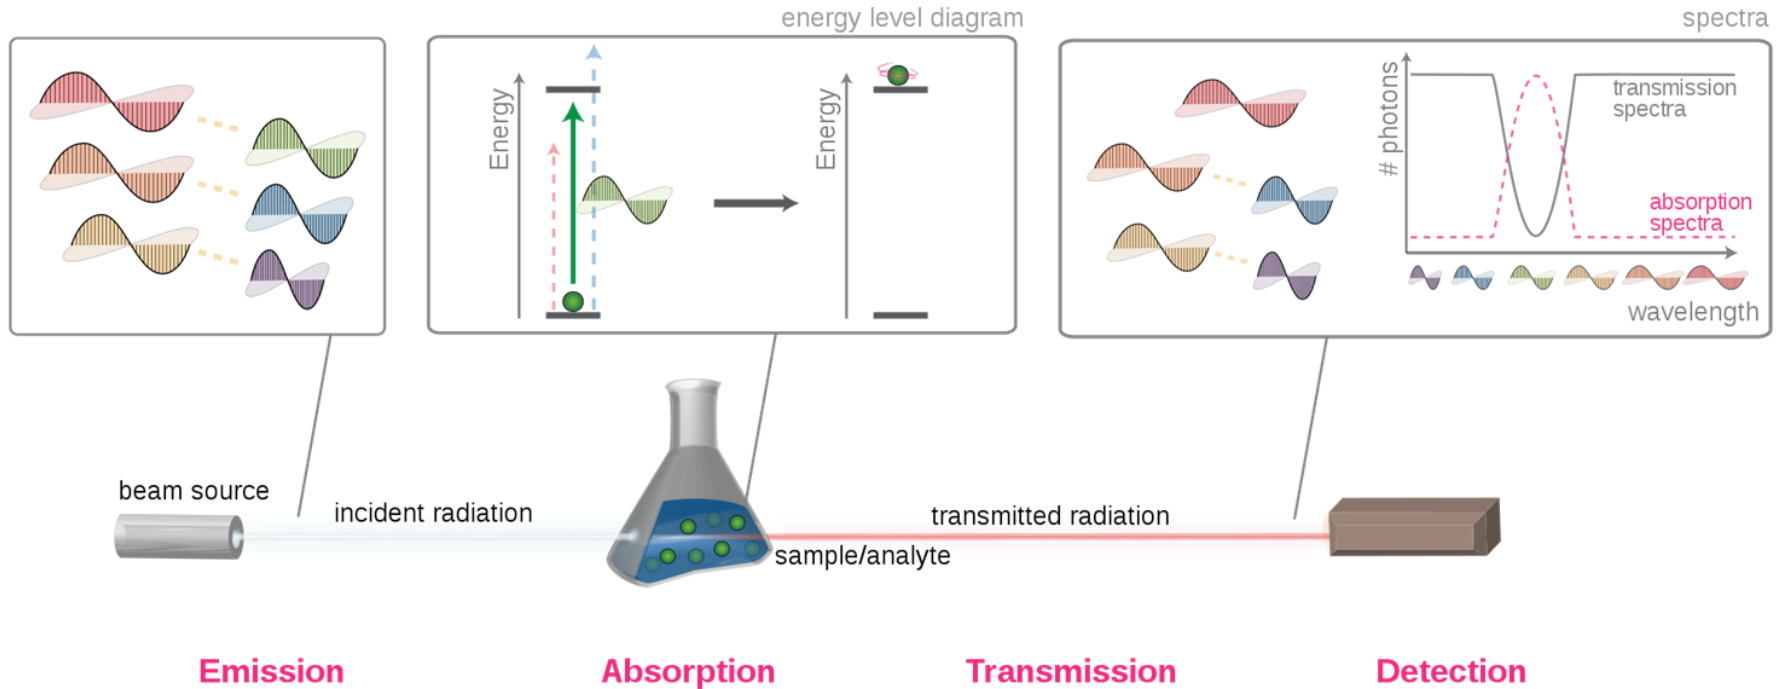 energy level diagram
spectra
Energy
Energy
# photons
transmission
spectra
absorption
spectra
wavelength
beam source
incident radiation
transmitted radiation
sample/analyte
Emission
Absorption
Transmission
Detection